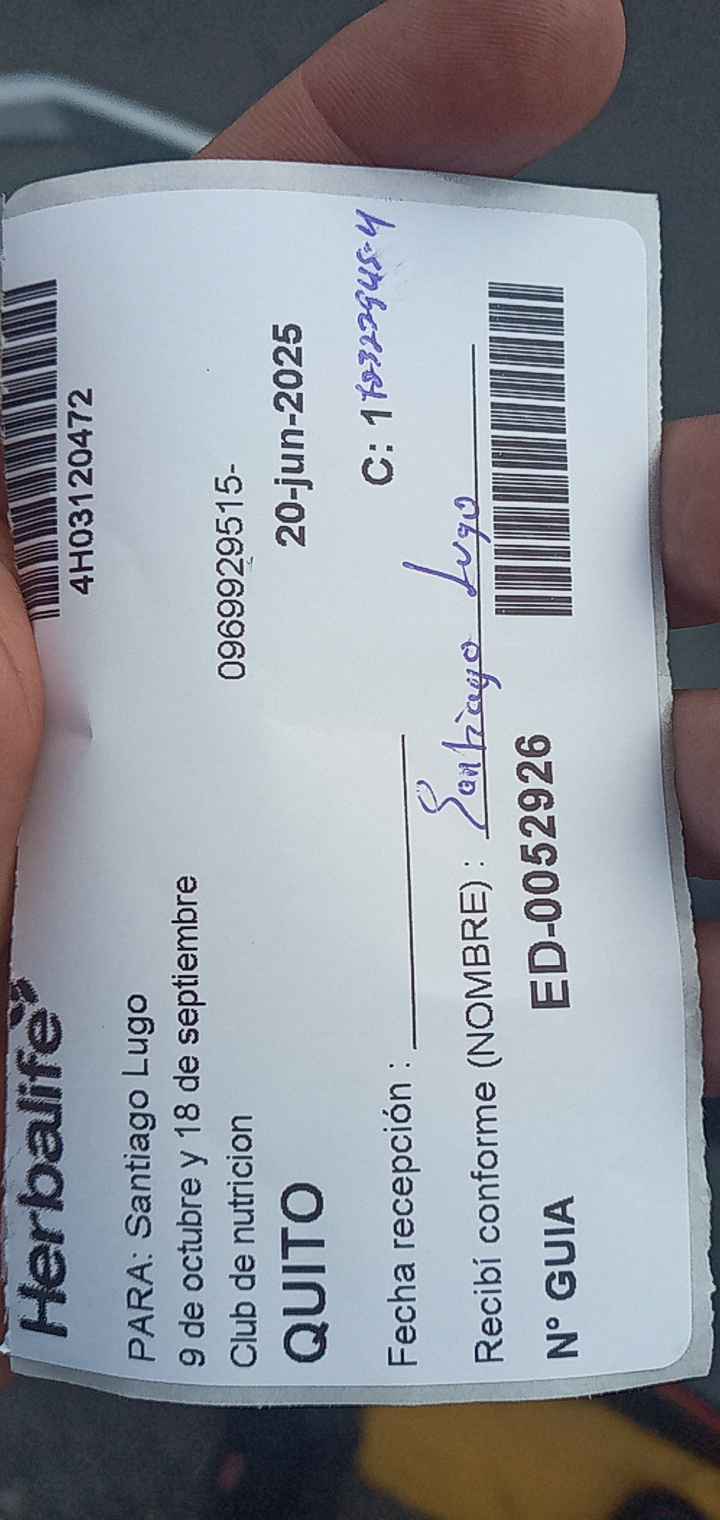 Herbalife
4H03120472
PARA: Santiago Lugo
9 de octubre y 18 de septiembre
Club de nutricion 0969929515-
QUITO 20-jun-2025
Fecha recepción : C: 1
Recibí conforme (NOMBRE) : Santiago Lugo
N° GUIA ED-0052926